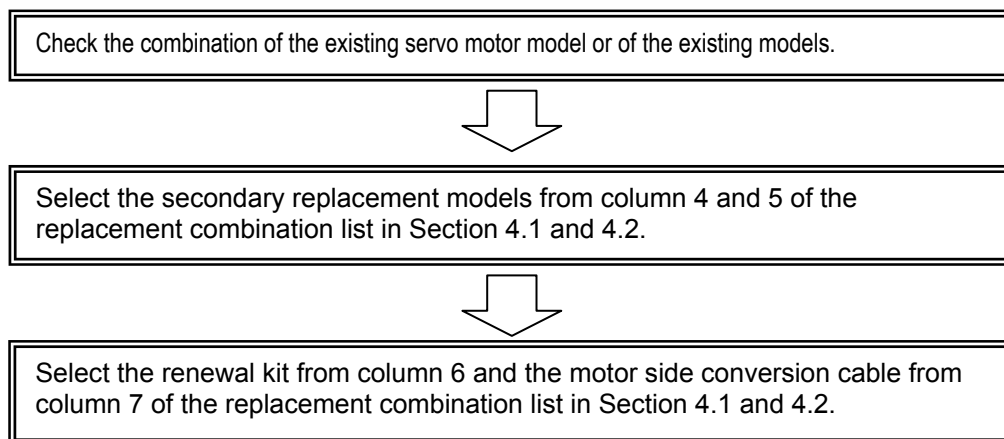 Check the combination of the existing servo motor model or of the existing models.
Select the secondary replacement models from column 4 and 5 of the
replacement combination list in Section 4.1 and 4.2.
Select the renewal kit from column 6 and the motor side conversion cable from
column 7 of the replacement combination list in Section 4.1 and 4.2.